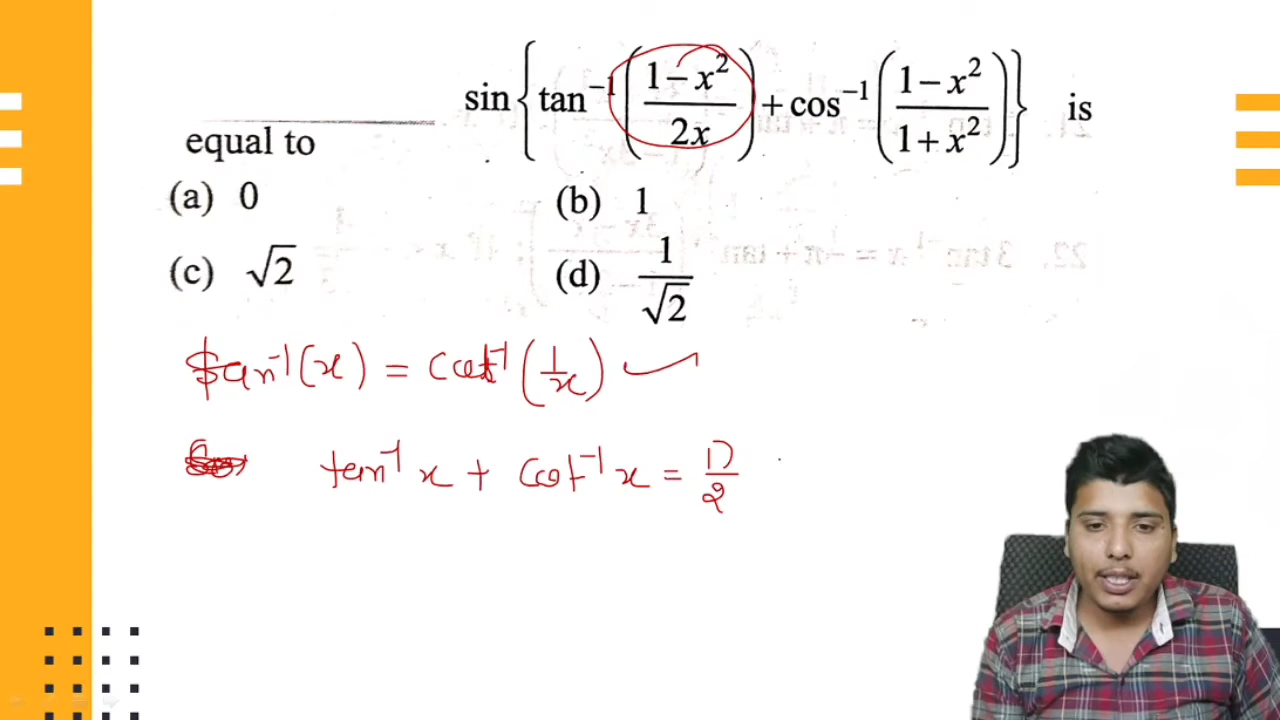 sin{tan⁻¹((1-x²)/(2x)) + cos⁻¹((1-x²)/(1+x²))} is
equal to
(a) 0 (b) 1
(c) √2 (d) 1/√2
tan⁻¹(x) = cot⁻¹(1/x)
tan⁻¹x + cot⁻¹x = π/2